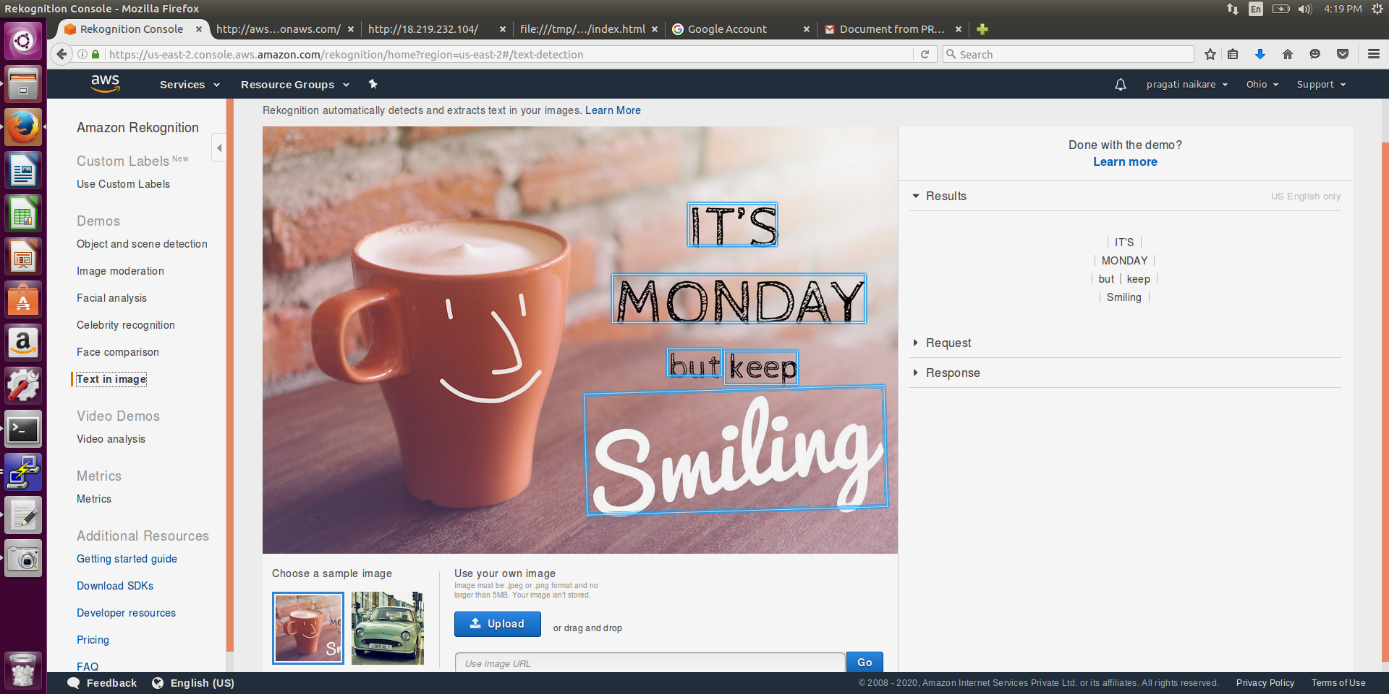 Rekognition Console - Mozilla Firefox
En
4:19 PM
Rekognition Console
http://aws...onaws.com/
http://18.219.232.104/
file:///tmp/.../index.html
Google Account
Document from PR...
https://us-east-2.console.aws.amazon.com/rekognition/home?region=us-east-2#/text-detection
Search
aws
Services
Resource Groups
pragati naikare
Ohio
Support
Amazon Rekognition
Custom Labels New
Use Custom Labels
Demos
Object and scene detection
Image moderation
Facial analysis
Celebrity recognition
Face comparison
Text in image
Video Demos
Video analysis
Metrics
Metrics
Additional Resources
Getting started guide
Download SDKs
Developer resources
Pricing
FAQ
Rekognition automatically detects and extracts text in your images. Learn More
IT'S
MONDAY
but keep
Smiling
Choose a sample image
Use your own image
Image must be .jpeg or .png format and no
larger than 5MB. Your image isn't stored.
Upload
or drag and drop
Use image URL
Go
Done with the demo?
Learn more
Results
US English only
| IT'S |
| MONDAY |
| but | keep |
| Smiling |
Request
Response
Feedback
English (US)
© 2008 - 2020, Amazon Internet Services Private Ltd. or its affiliates. All rights reserved.
Privacy Policy
Terms of Use